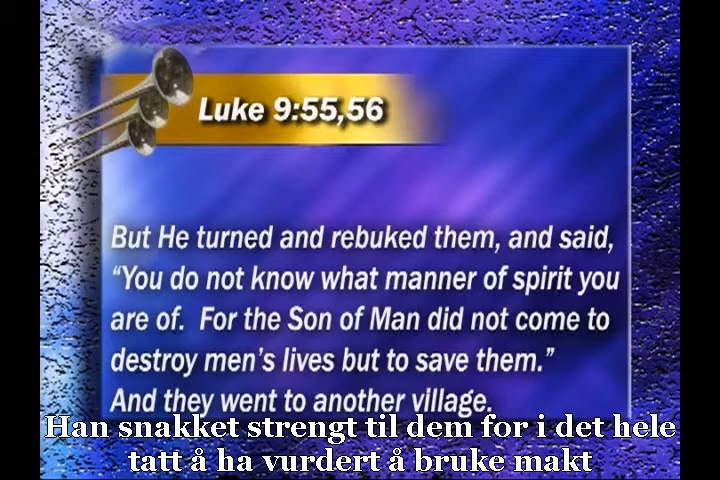 Luke 9:55,56
But He turned and rebuked them, and said,
“You do not know what manner of spirit you
are of. For the Son of Man did not come to
destroy men’s lives but to save them.”
And they went to another village.
Han snakket strengt til dem for i det hele
tatt å ha vurdert å bruke makt